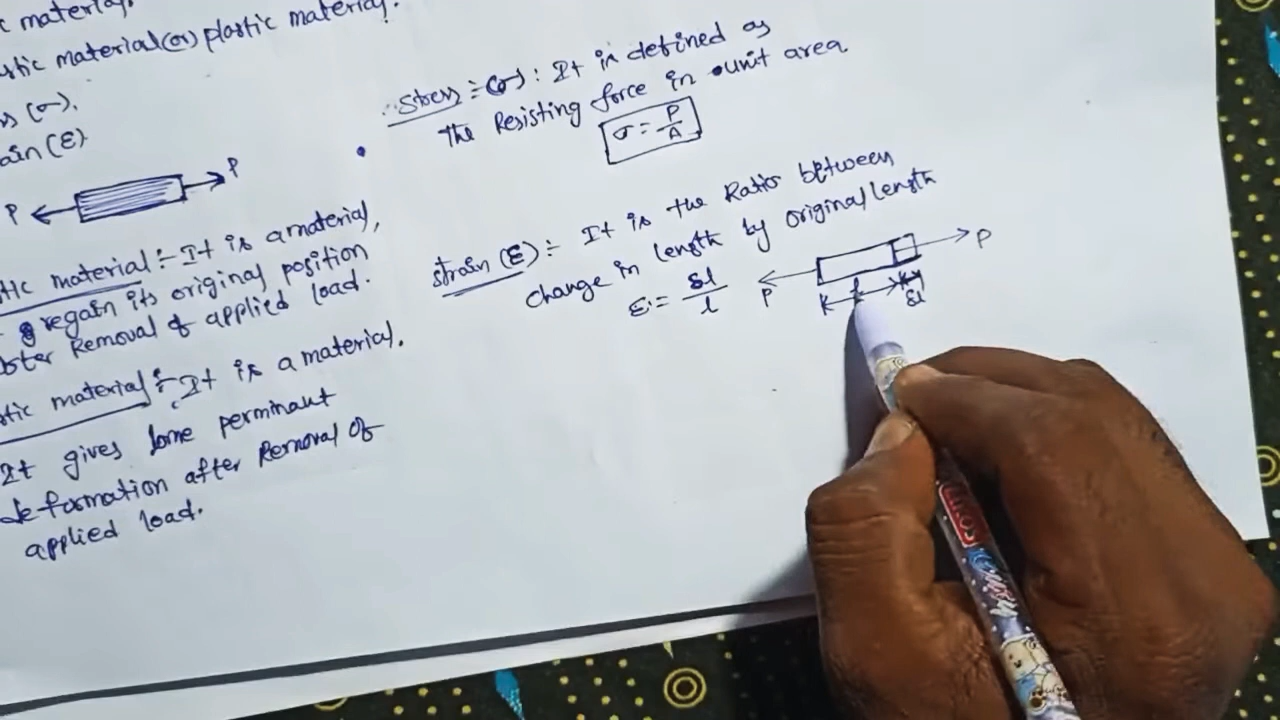 c material.
stic material (or) plastic material.
ss (σ).
ain (ε)
P
P
tic material :- It is a material,
regain its original position
after Removal of applied load.
stic material :- It is a material.
It gives some perminant
deformation after Removal of
applied load.
Stress :- (σ) : It is defined as
the Resisting force in unit area
σ = P/A
strain (ε) :- It is the Ratio between
change in length by original length
ε = δl/l
P
P
l
δl